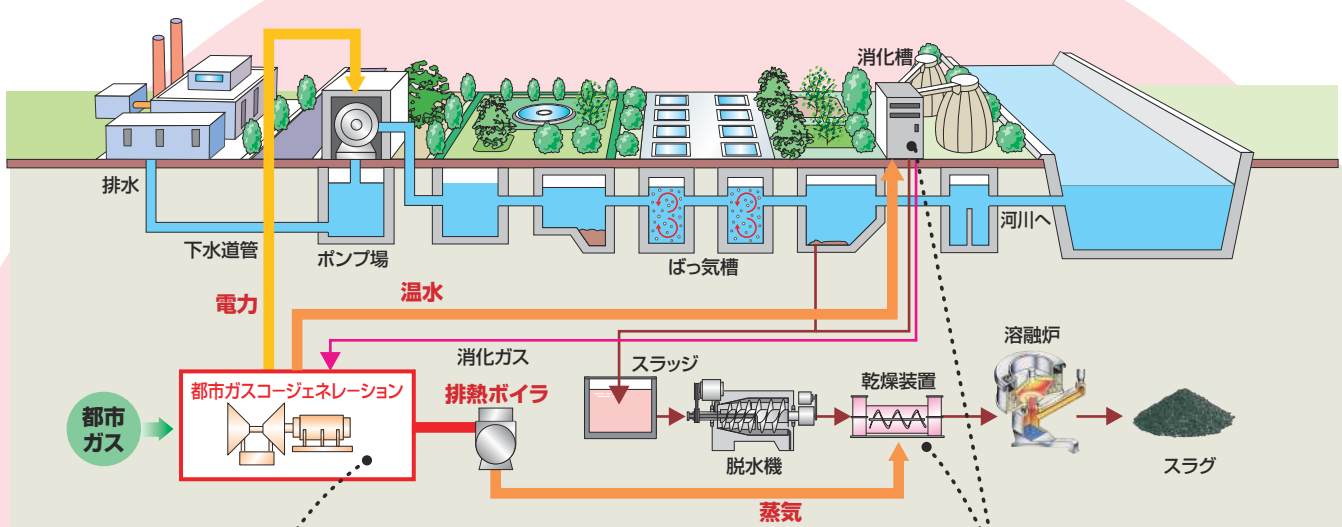 消化槽
排水
下水道管
ポンプ場
ばっ気槽
河川へ
電力
温水
消化ガス
スラッジ
溶融炉
都市ガスコージェネレーション
排熱ボイラ
乾燥装置
都市
ガス
脱水機
スラグ
蒸気